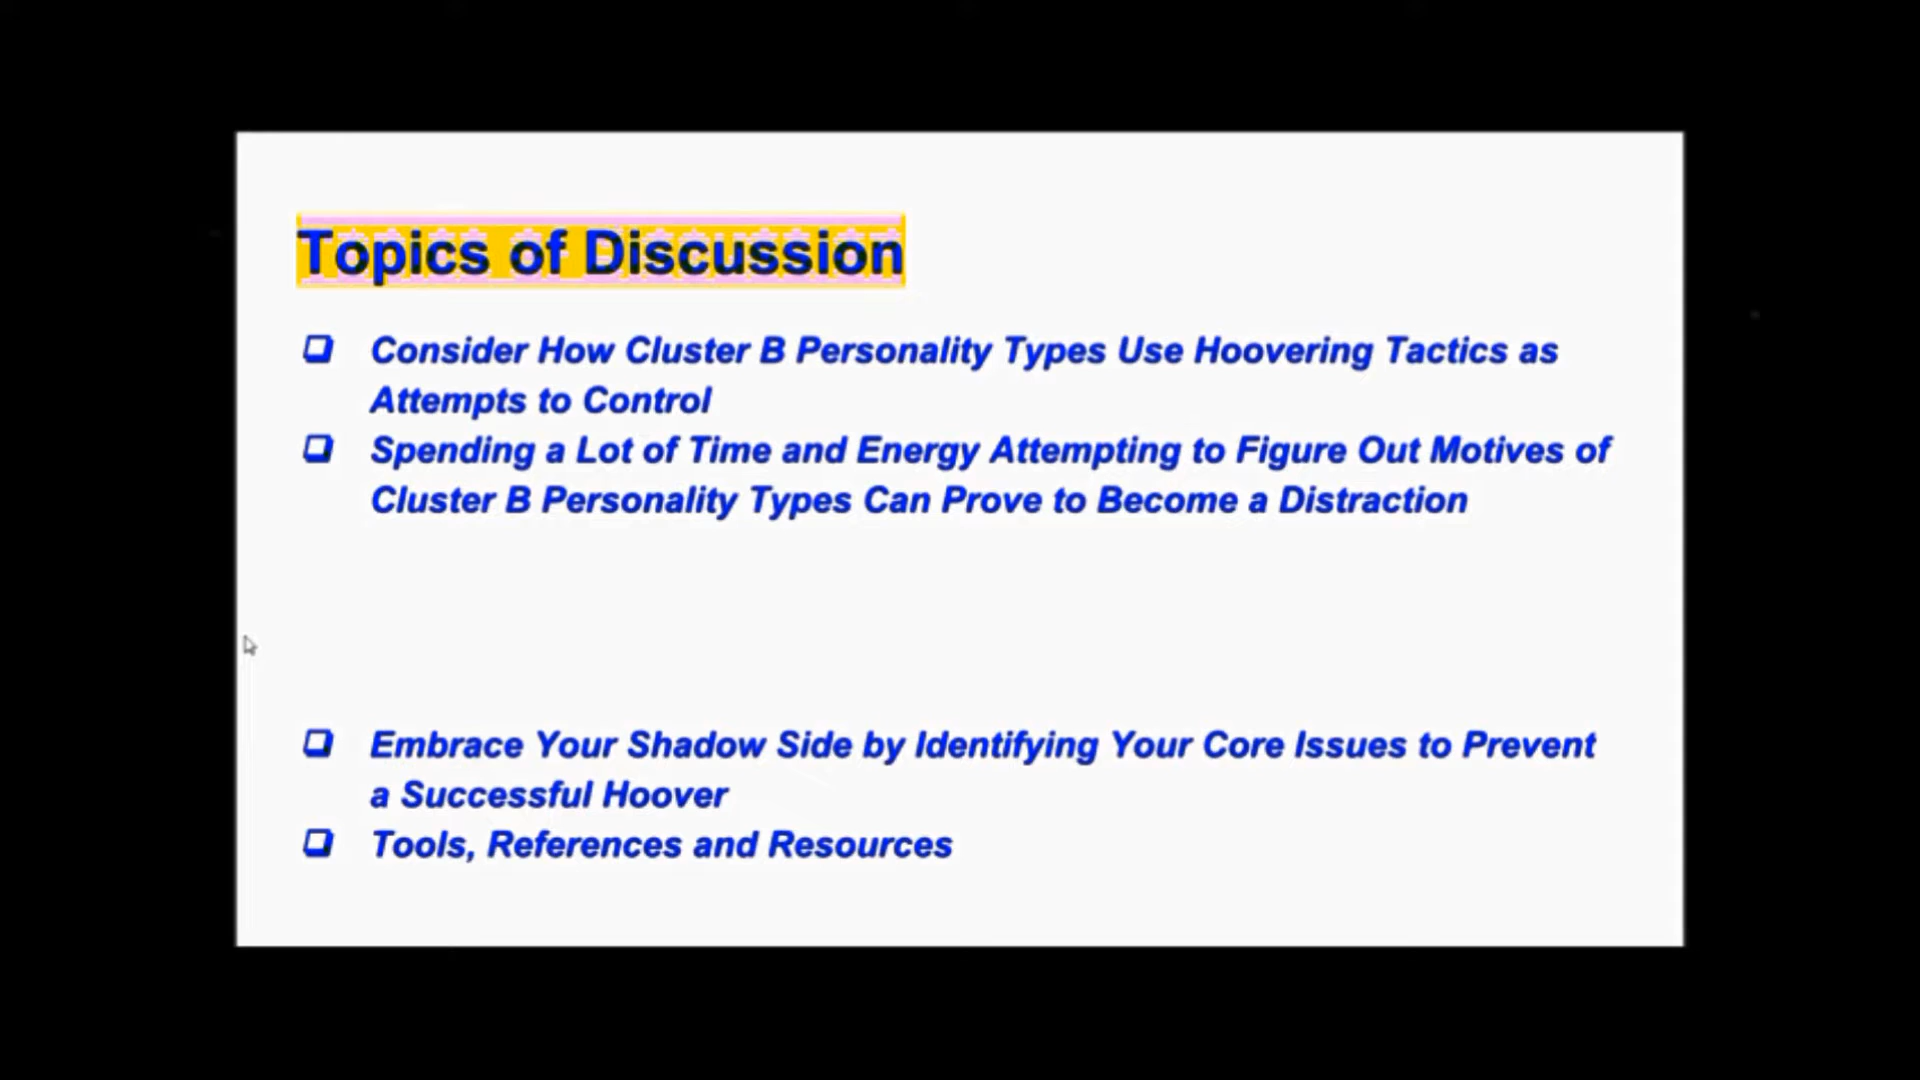 Topics of Discussion
Consider How Cluster B Personality Types Use Hoovering Tactics as
Attempts to Control
Spending a Lot of Time and Energy Attempting to Figure Out Motives of
Cluster B Personality Types Can Prove to Become a Distraction
Embrace Your Shadow Side by Identifying Your Core Issues to Prevent
a Successful Hoover
Tools, References and Resources